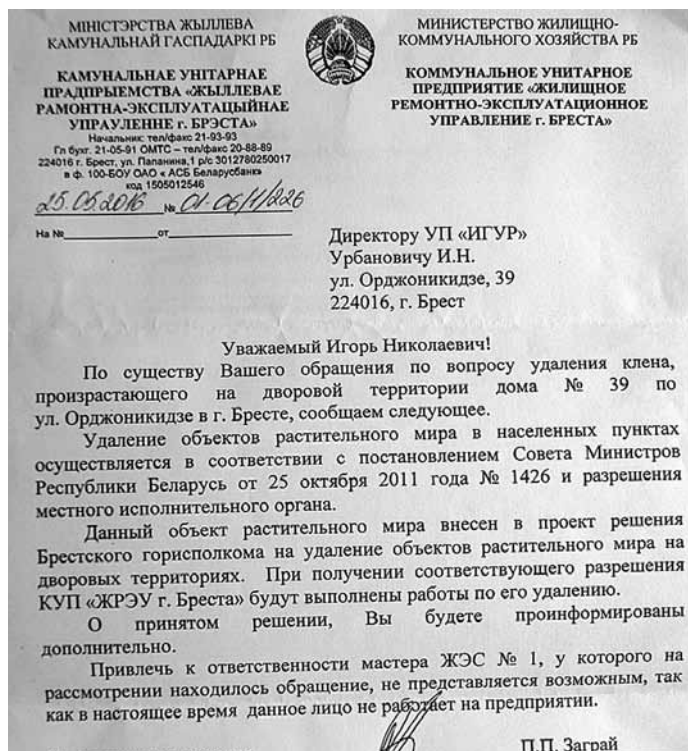 МІНІСТЭРСТВА ЖЫЛЛЕВА
КАМУНАЛЬНАЙ ГАСПАДАРКІ РБ
КАМУНАЛЬНАЕ УНІТАРНАЕ
ПРАДПРЫЕМСТВА «ЖЫЛЛЕВАЕ
РАМОНТНА-ЭКСПЛУАТАЦЫЙНАЕ
УПРАУЛЕННЕ г. БРЭСТА»
Начальник: тел/факс 21-93-93
Гл бухг. 21-05-91 ОМТС – тел/факс 20-88-89
224016 г. Брест, ул. Папанина,1 р/с 3012780250017
в ф. 100-БОУ ОАО « АСБ Беларусбанк»
код 1505012546
25.05.2016 № 01-06/1/226
На №__________от__________
МИНИСТЕРСТВО ЖИЛИЩНО-
КОММУНАЛЬНОГО ХОЗЯЙСТВА РБ
КОММУНАЛЬНОЕ УНИТАРНОЕ
ПРЕДПРИЯТИЕ «ЖИЛИЩНОЕ
РЕМОНТНО-ЭКСПЛУАТАЦИОННОЕ
УПРАВЛЕНИЕ г. БРЕСТА»
Директору УП «ИГУР»
Урбановичу И.Н.
ул. Орджоникидзе, 39
224016, г. Брест
Уважаемый Игорь Николаевич!
По существу Вашего обращения по вопросу удаления клена,
произрастающего на дворовой территории дома № 39 по
ул. Орджоникидзе в г. Бресте, сообщаем следующее.
Удаление объектов растительного мира в населенных пунктах
осуществляется в соответствии с постановлением Совета Министров
Республики Беларусь от 25 октября 2011 года № 1426 и разрешения
местного исполнительного органа.
Данный объект растительного мира внесен в проект решения
Брестского горисполкома на удаление объектов растительного мира на
дворовых территориях. При получении соответствующего разрешения
КУП «ЖРЭУ г. Бреста» будут выполнены работы по его удалению.
О принятом решении, Вы будете проинформированы
дополнительно.
Привлечь к ответственности мастера ЖЭС № 1, у которого на
рассмотрении находилось обращение, не представляется возможным, так
как в настоящее время данное лицо не работает на предприятии.
П.П. Заграй